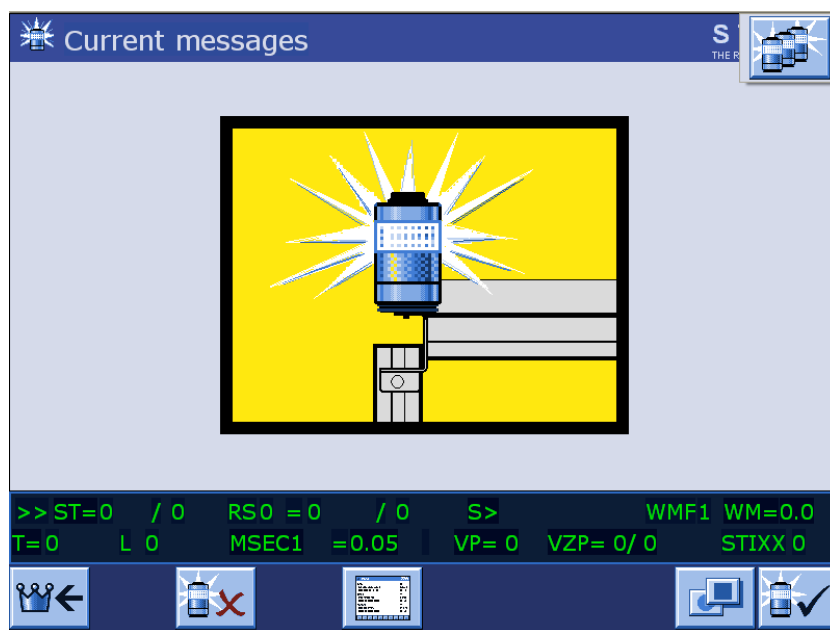 Current messages
S
THE R
>> ST=0 / 0 RS0 =0 / 0 S> WMF1 WM=0.0
T=0 L 0 MSEC1 =0.05 VP= 0 VZP= 0/ 0 STIXX 0